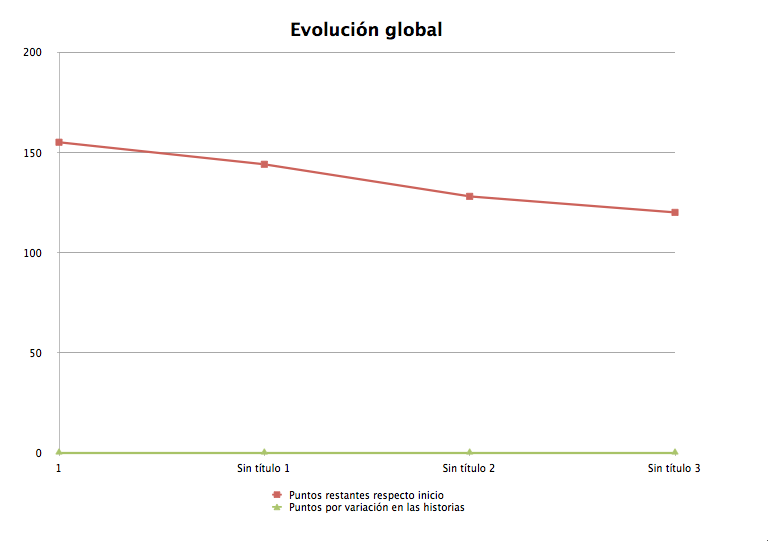 Evolución global
200
150
100
50
0
1 Sin título 1 Sin título 2 Sin título 3
Puntos restantes respecto inicio
Puntos por variación en las historias